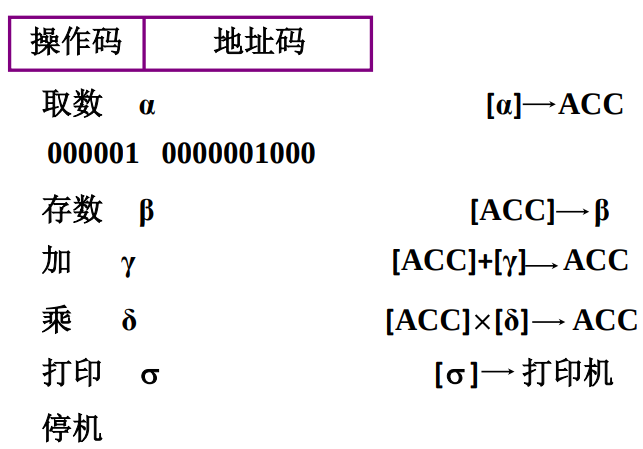 操作码 地址码
取数 α [α]→ACC
000001 0000001000
存数 β [ACC]→β
加 γ [ACC]+[γ]→ACC
乘 δ [ACC]×[δ]→ACC
打印 σ [σ]→打印机
停机